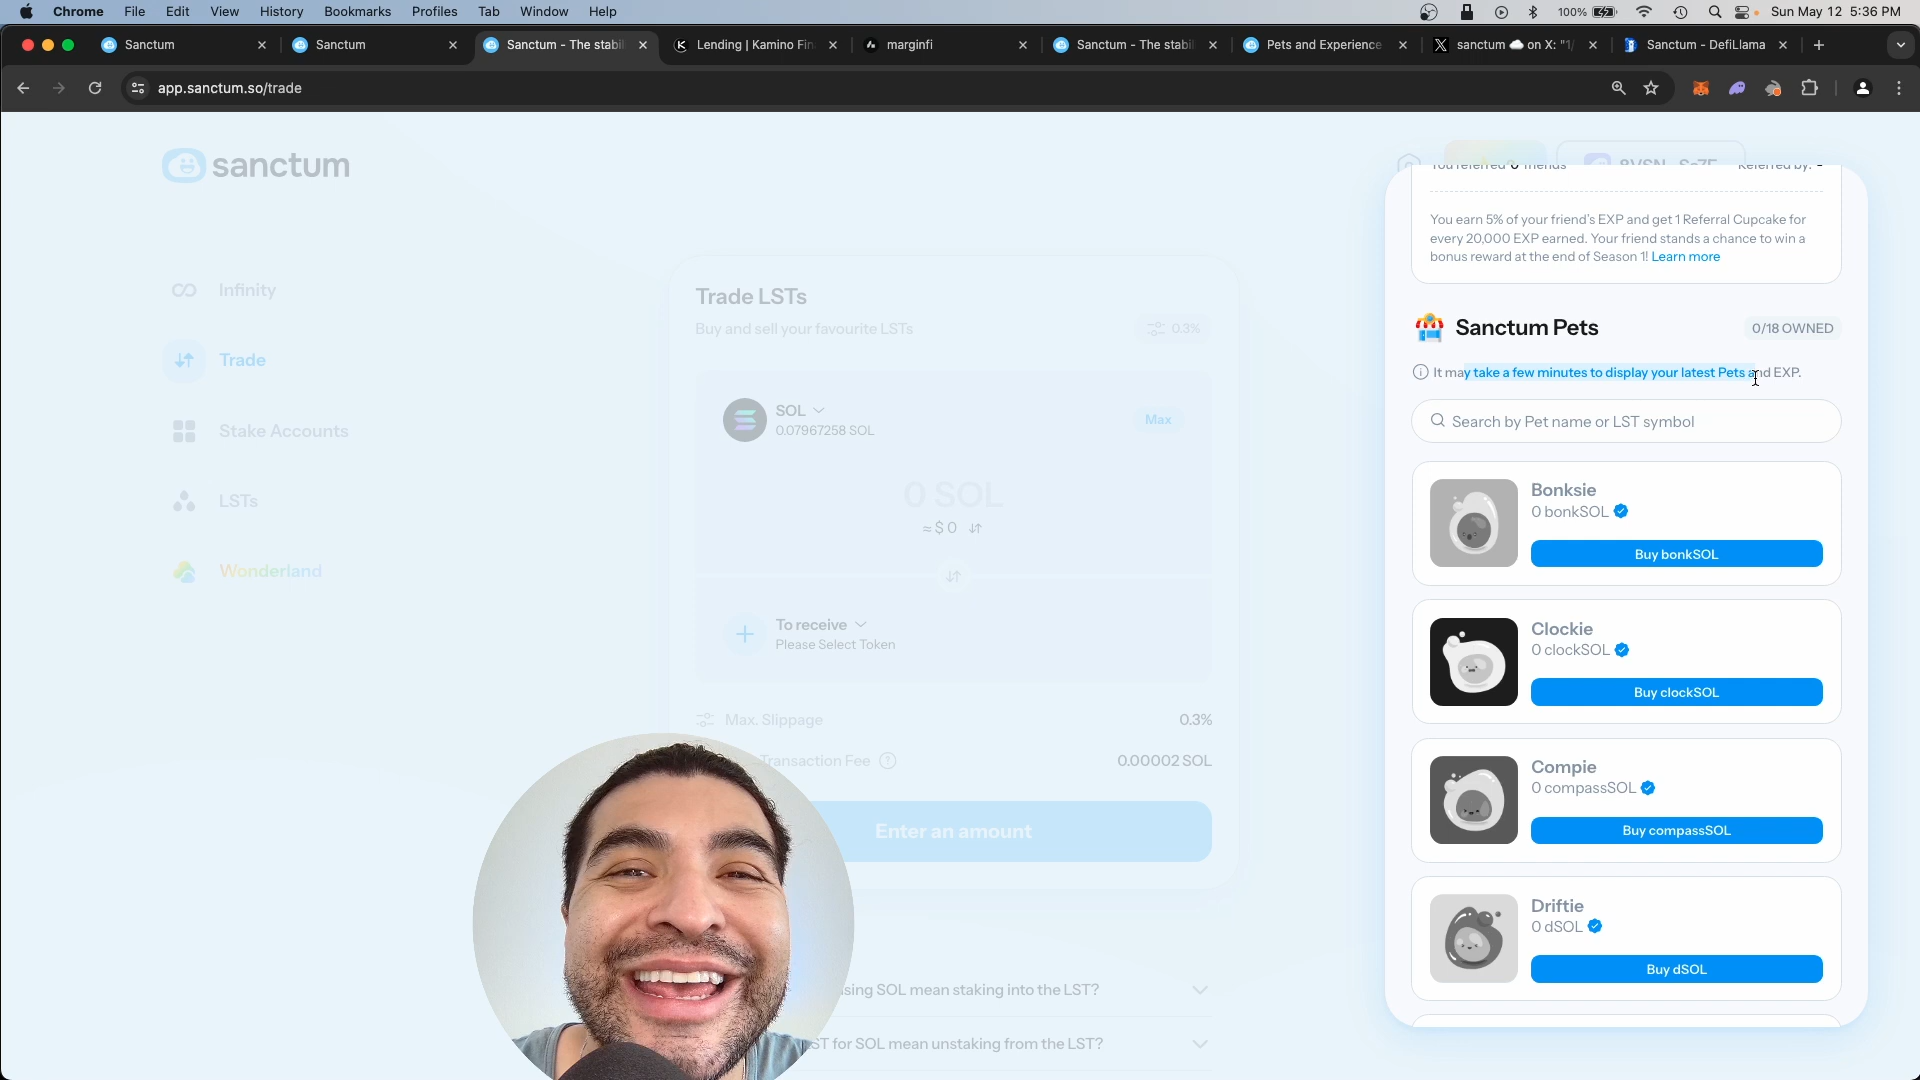 Chrome File Edit View History Bookmarks Profiles Tab Window Help
100% Sun May 12 5:36 PM
Sanctum
Sanctum
Sanctum - The stabil
Lending | Kamino Fin
marginfi
Sanctum - The stabil
Pets and Experience
sanctum ☁️ on X: "1/
Sanctum - DefiLlama
app.sanctum.so/trade
sanctum
Infinity
Trade
Stake Accounts
LSTs
Wonderland
Trade LSTs
Buy and sell your favourite LSTs
0.3%
SOL
0.07967258 SOL
Max
0 SOL
≈$ 0
To receive
Please Select Token
Max. Slippage 0.3%
Transaction Fee 0.00002 SOL
Enter an amount
sing SOL mean staking into the LST?
ST for SOL mean unstaking from the LST?
You referred 0 friends Referred by: -
You earn 5% of your friend's EXP and get 1 Referral Cupcake for
every 20,000 EXP earned. Your friend stands a chance to win a
bonus reward at the end of Season 1! Learn more
Sanctum Pets 0/18 OWNED
It may take a few minutes to display your latest Pets and EXP.
Search by Pet name or LST symbol
Bonksie
0 bonkSOL
Buy bonkSOL
Clockie
0 clockSOL
Buy clockSOL
Compie
0 compassSOL
Buy compassSOL
Driftie
0 dSOL
Buy dSOL